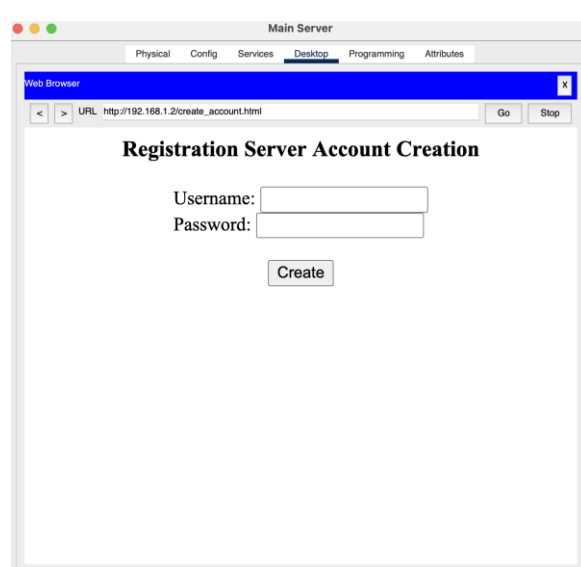 Main Server
Physical Config Services Desktop Programming Attributes
Web Browser X
< > URL http://192.168.1.2/create_account.html Go Stop
Registration Server Account Creation
Username:
Password:
Create